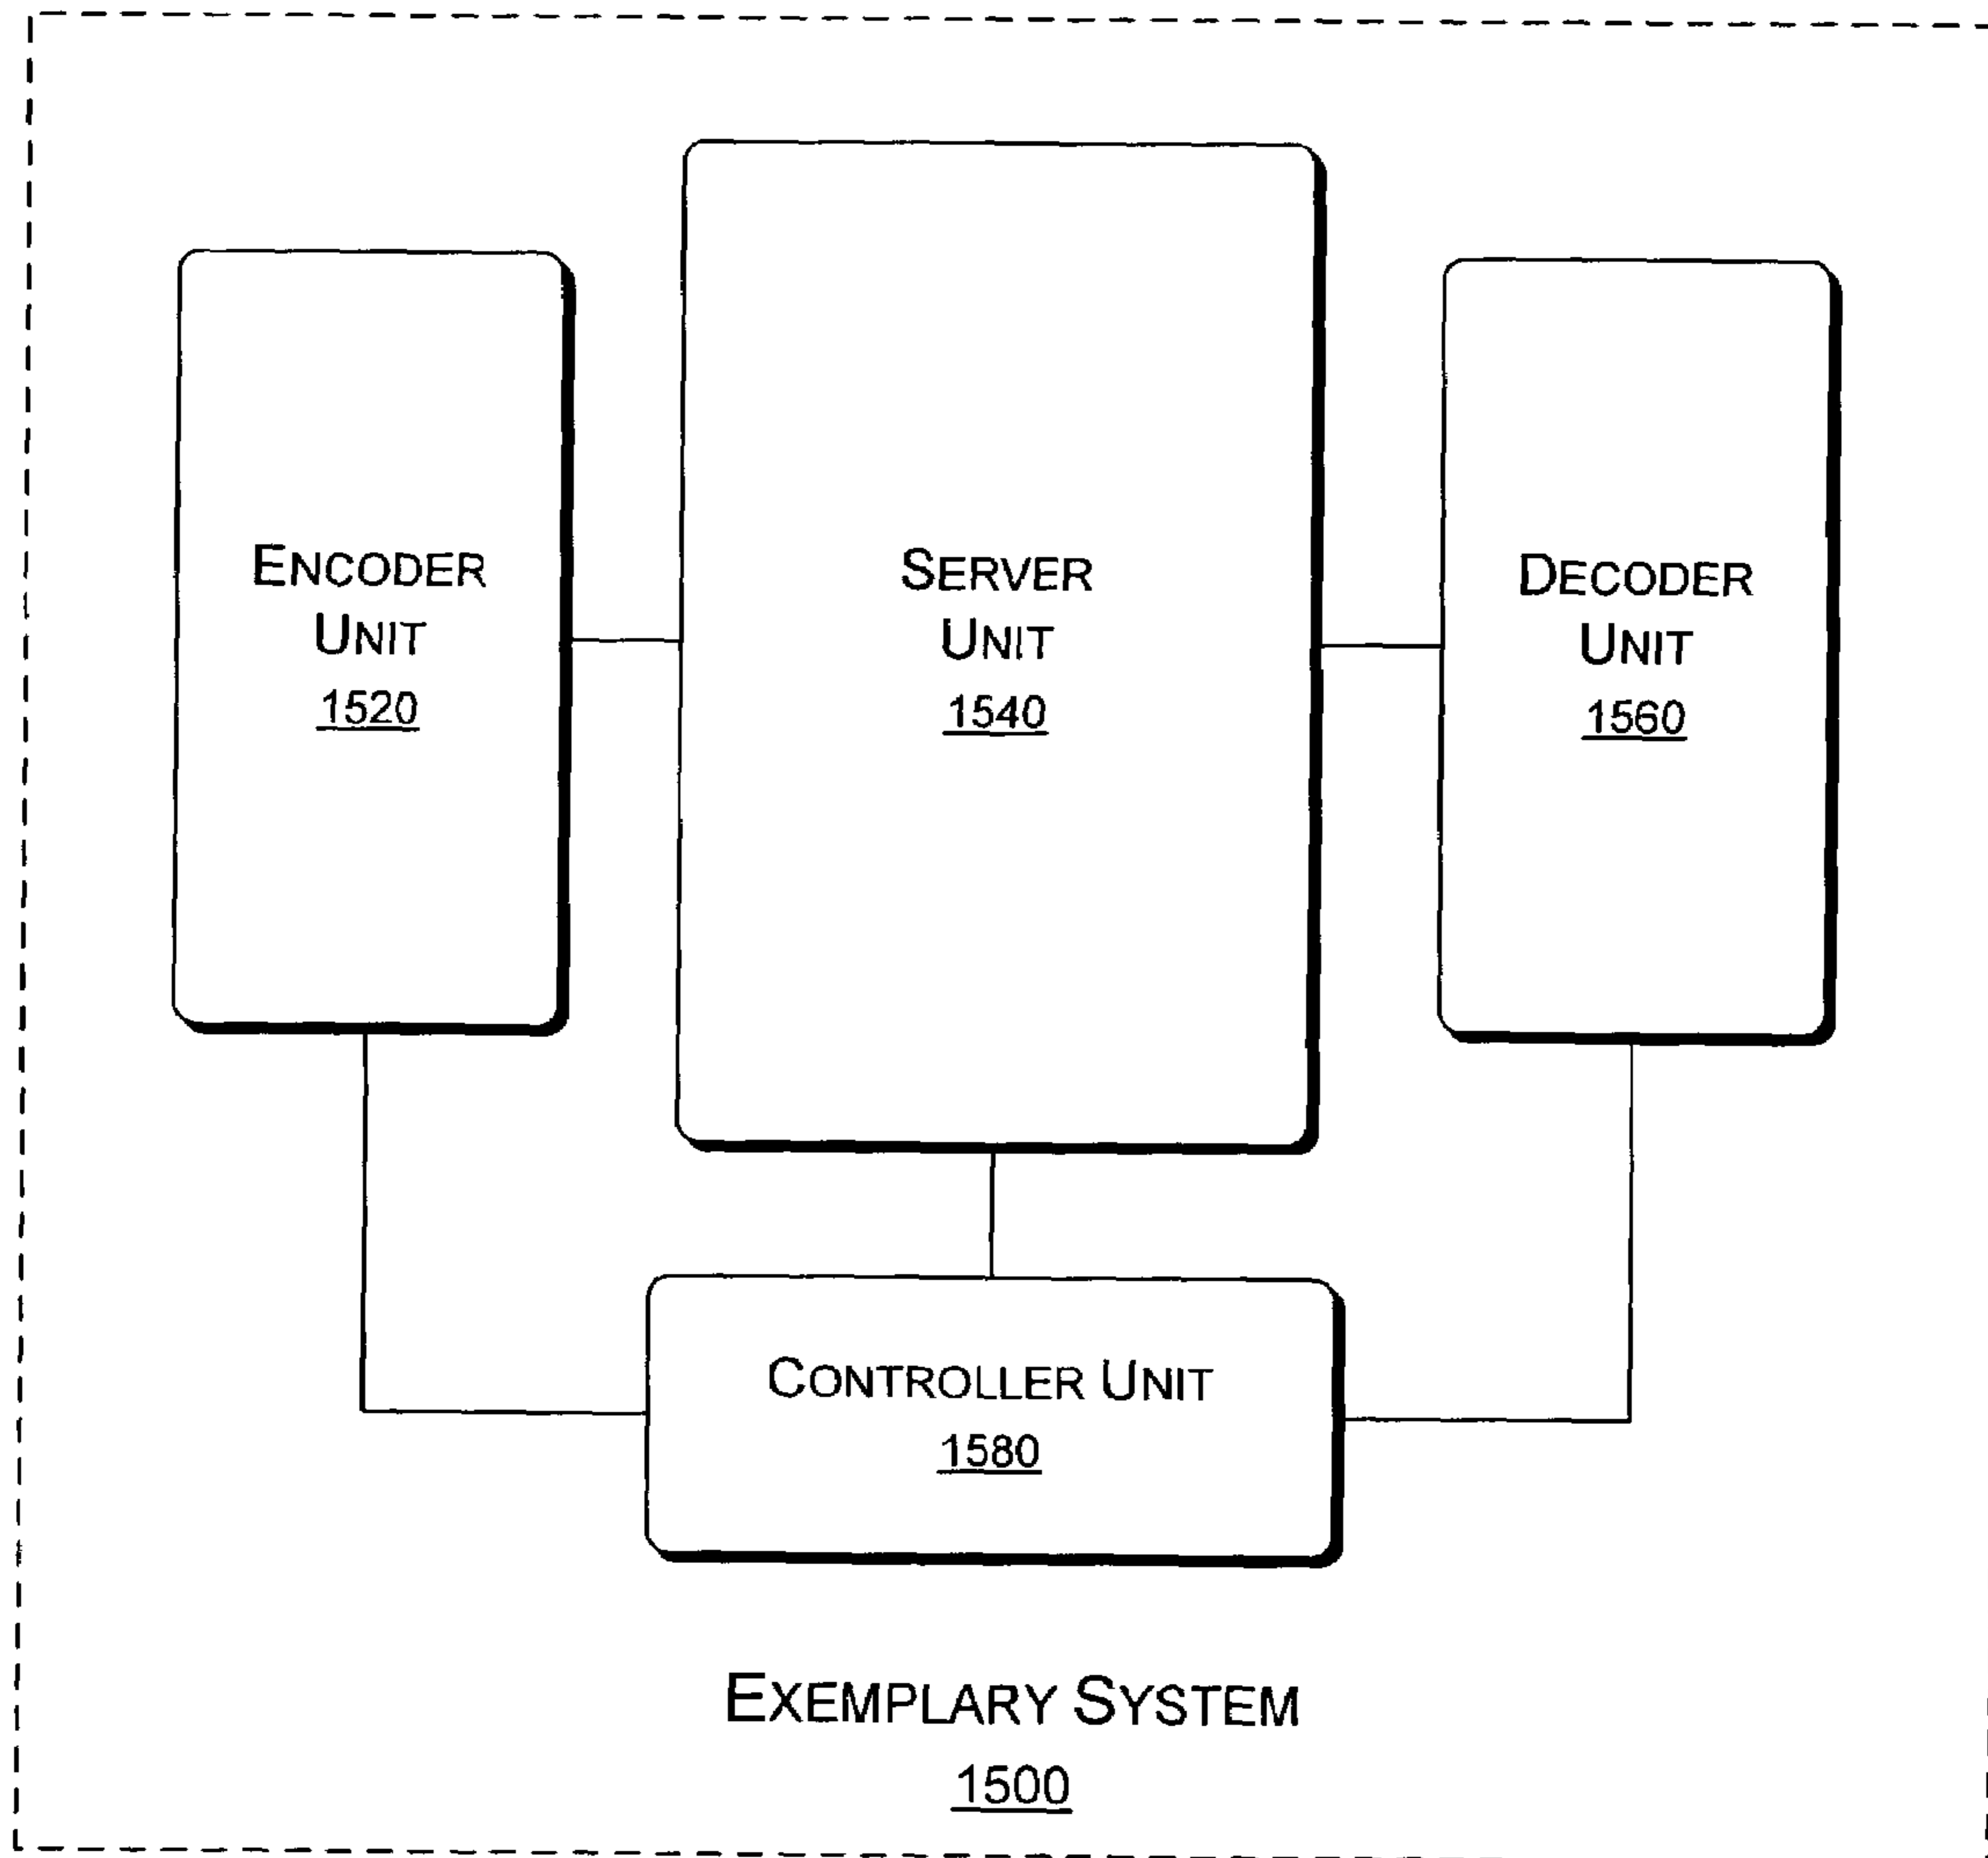 ENCODER
UNIT
1520
SERVER
UNIT
1540
DECODER
UNIT
1560
CONTROLLER UNIT
1580
EXEMPLARY SYSTEM
1500